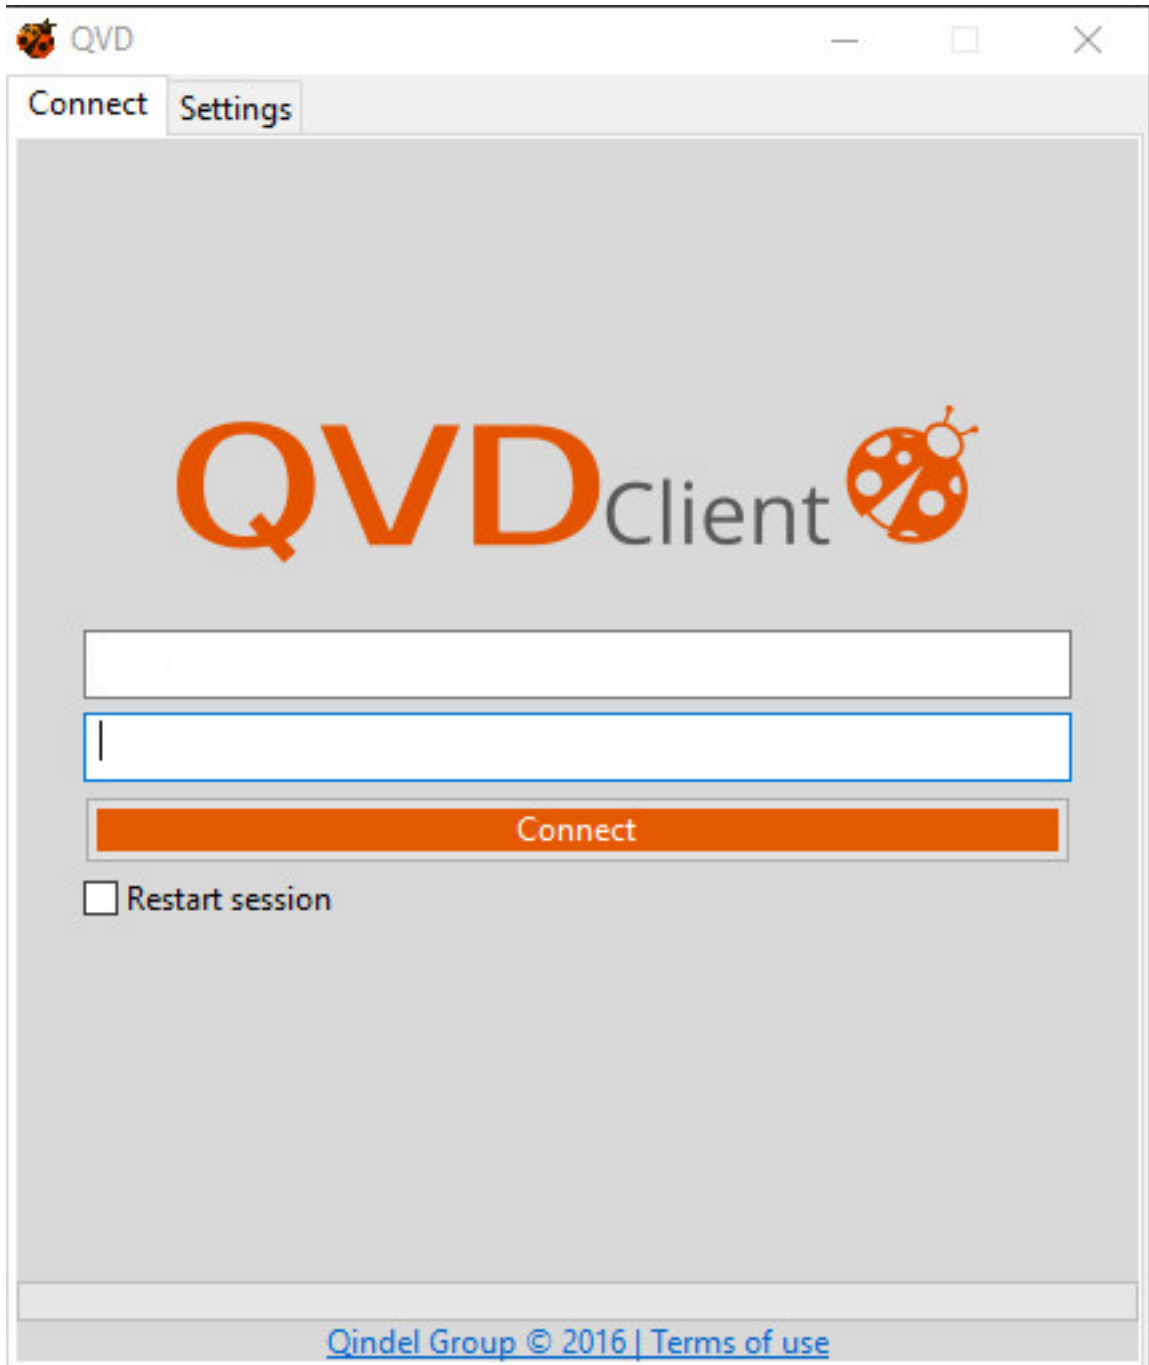 QVD
Connect Settings
QVDClient
Connect
Restart session
Qindel Group © 2016 | Terms of use